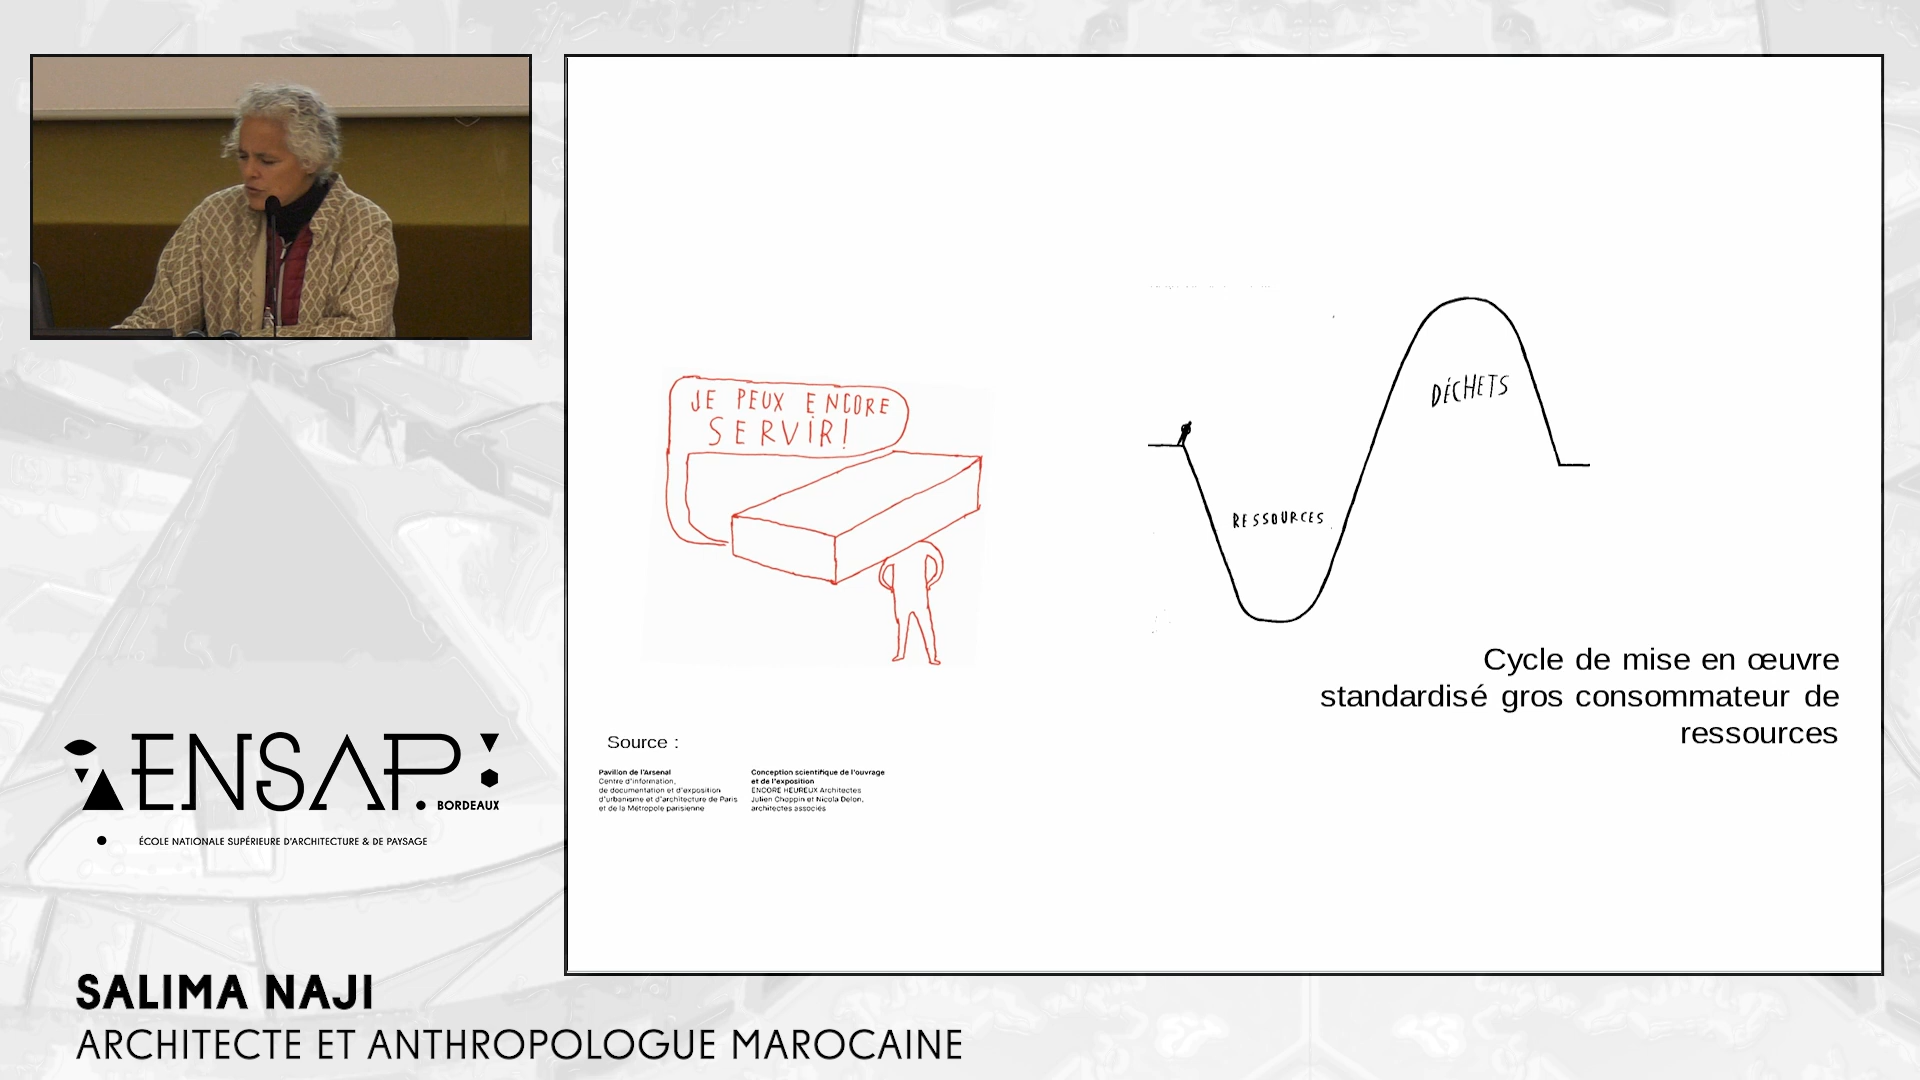 JE PEUX ENCORE
SERVIR!
DÉCHETS
RESSOURCES
Cycle de mise en œuvre
standardisé gros consommateur de
ressources
Source :
Pavillon de l'Arsenal
Centre d'information,
de documentation et d'exposition
d'urbanisme et d'architecture de Paris
et de la Métropole parisienne
Conception scientifique de l'ouvrage
et de l'exposition
ENCORE HEUREUX Architectes
Julien Choppin et Nicola Delon,
architectes associés
ENSAP.
BORDEAUX
ÉCOLE NATIONALE SUPÉRIEURE D'ARCHITECTURE & DE PAYSAGE
SALIMA NAJI
ARCHITECTE ET ANTHROPOLOGUE MAROCAINE